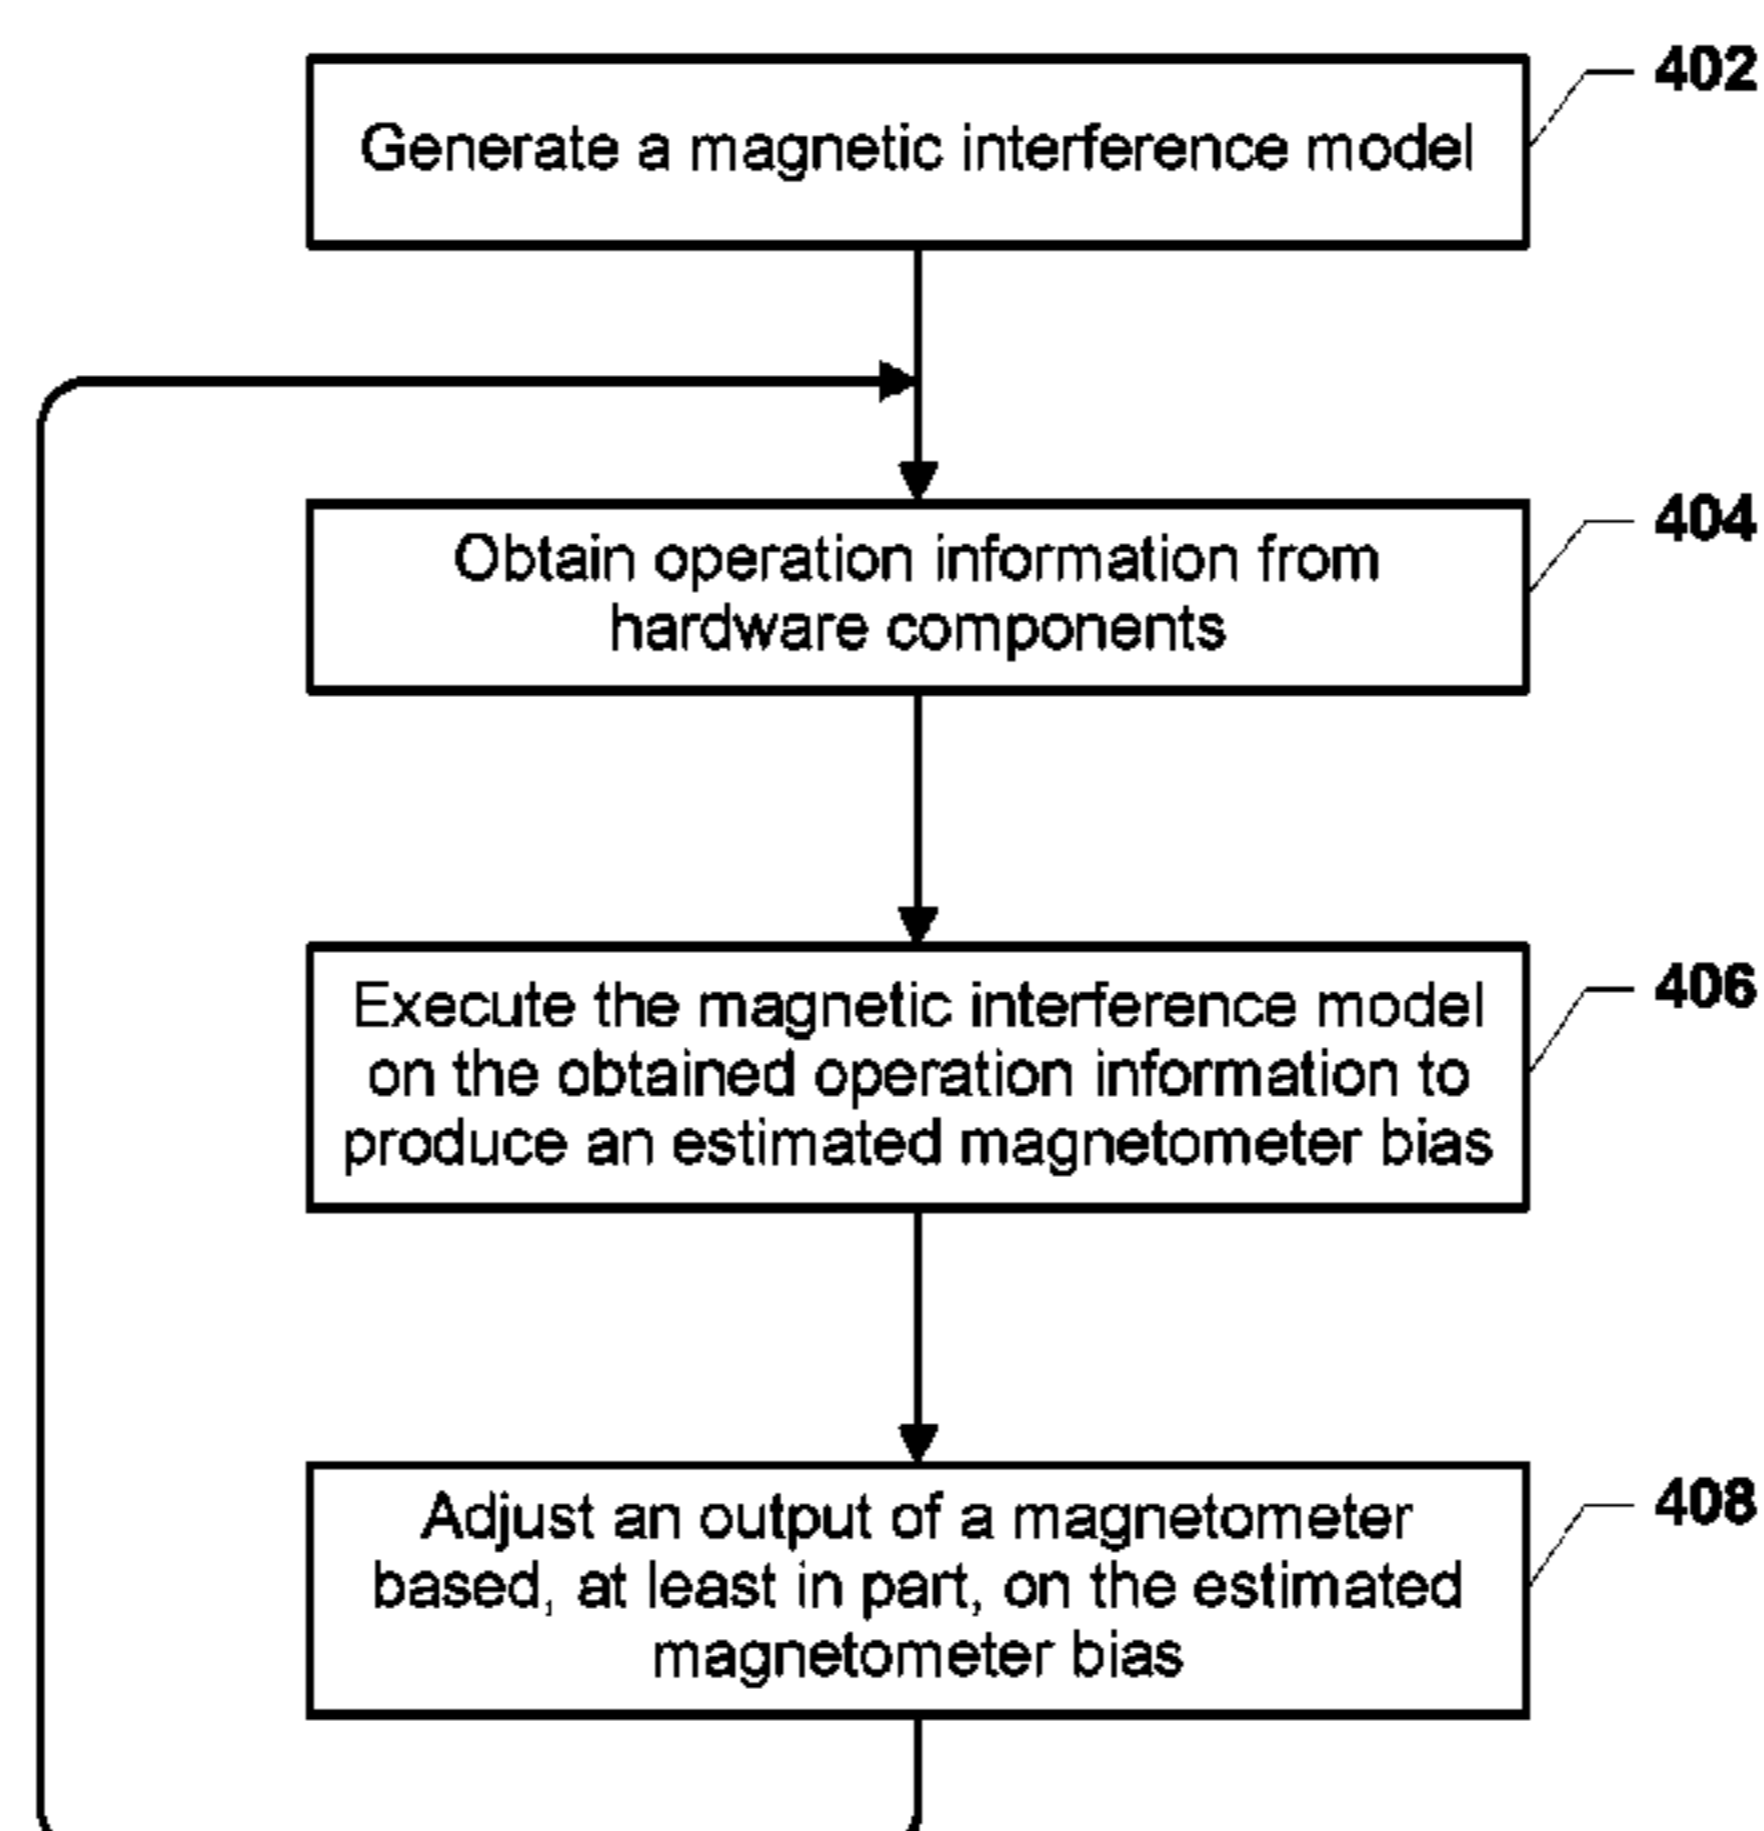 Generate a magnetic interference model
402
Obtain operation information from
hardware components
404
Execute the magnetic interference model
on the obtained operation information to
produce an estimated magnetometer bias
406
Adjust an output of a magnetometer
based, at least in part, on the estimated
magnetometer bias
408